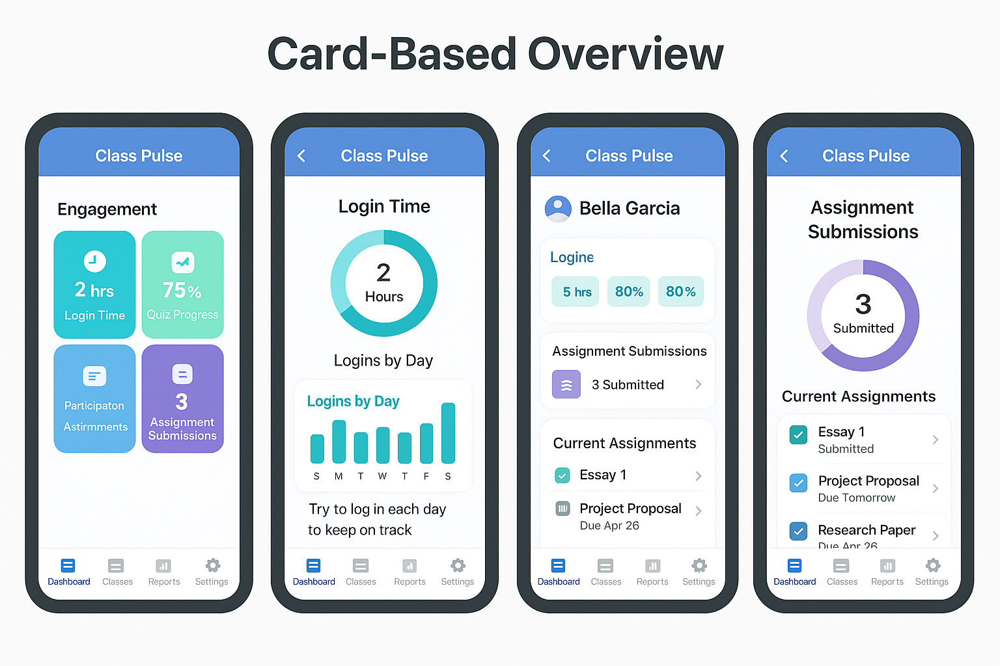 Card-Based Overview
Class Pulse
Engagement
2 hrs
Login Time
75%
Quiz Progress
Participaton
Astirmments
3
Assignment
Submissions
Dashboard
Classes
Reports
Settings
Class Pulse
Login Time
2
Hours
Logins by Day
Logins by Day
S M T W T F S
Try to log in each day
to keep on track
Dashboard
Classes
Reports
Settings
Class Pulse
Bella Garcia
Logine
5 hrs
80%
80%
Assignment Submissions
3 Submitted
Current Assignments
Essay 1
Project Proposal
Due Apr 26
Dashboard
Classes
Reports
Settings
Class Pulse
Assignment
Submissions
3
Submitted
Current Assignments
Essay 1
Submitted
Project Proposal
Due Tomorrow
Research Paper
Due Apr 26
Dashboard
Classes
Reports
Settings